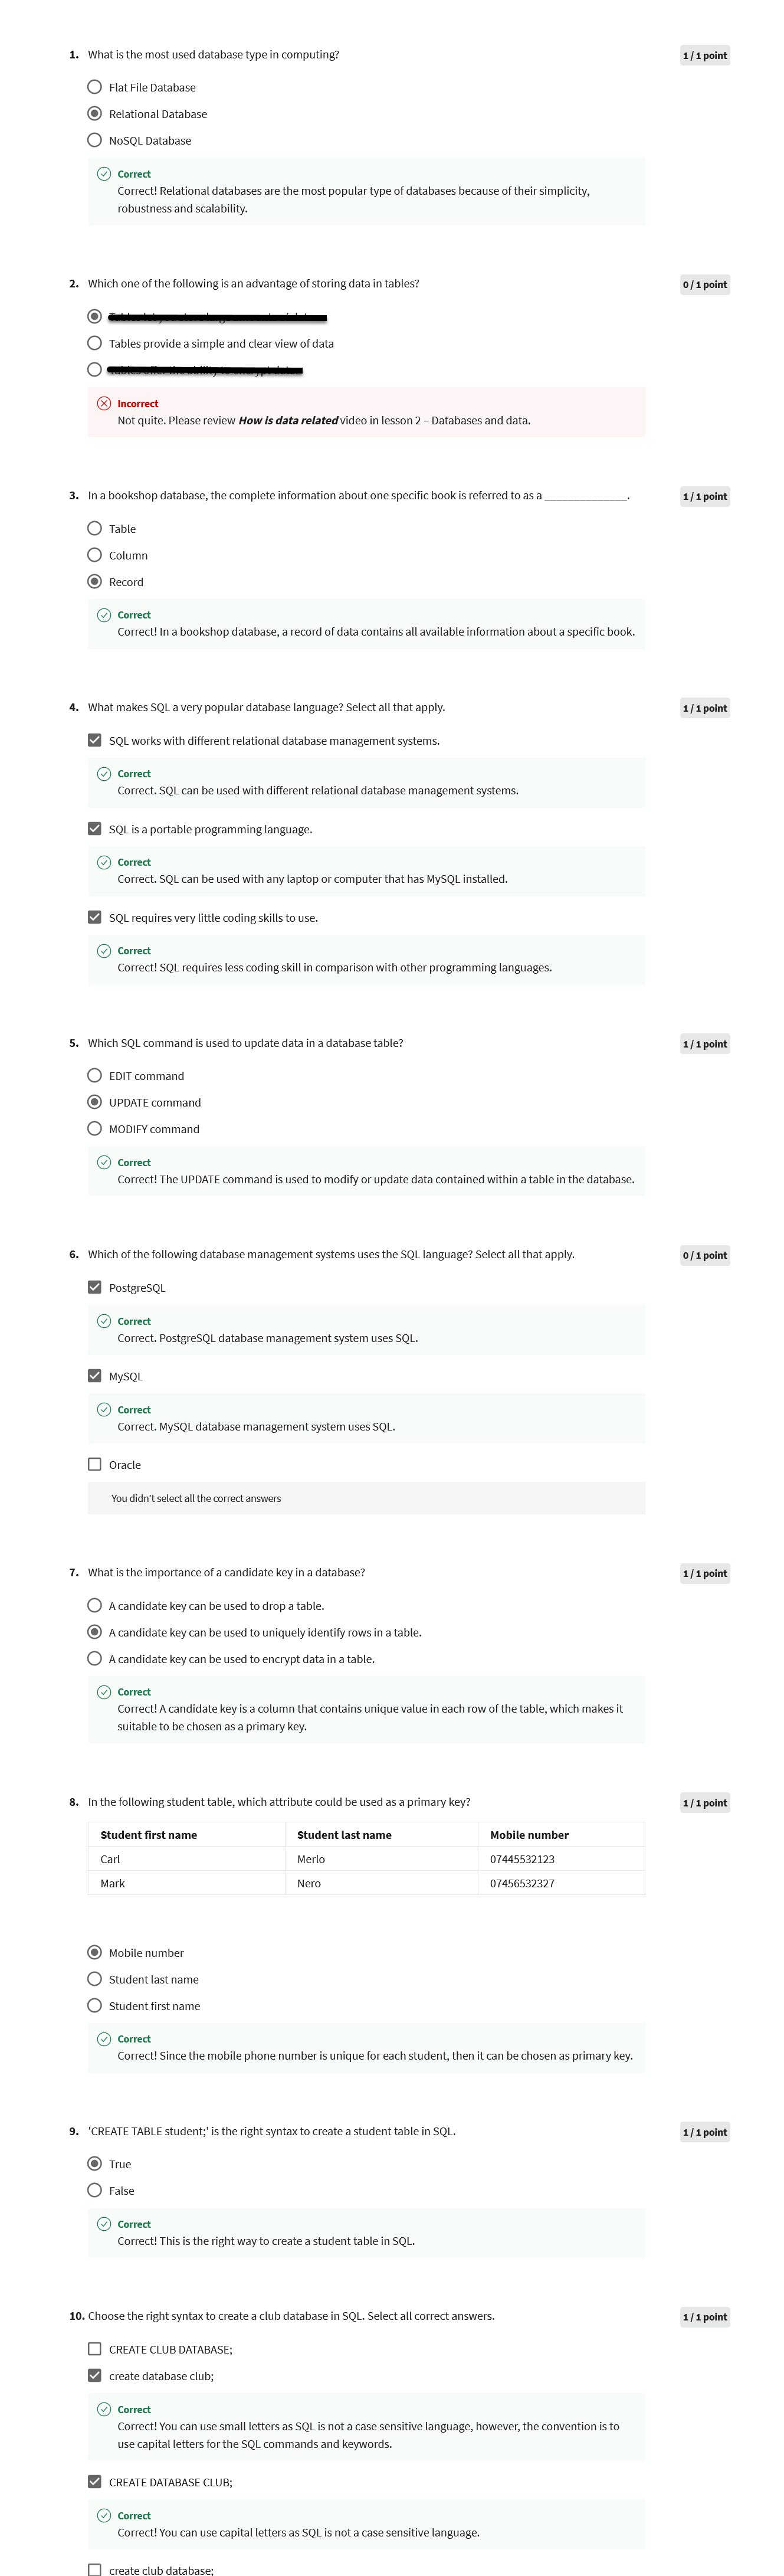 1. What is the most used database type in computing?
1 / 1 point
Flat File Database
Relational Database
NoSQL Database
Correct
Correct! Relational databases are the most popular type of databases because of their simplicity,
robustness and scalability.
2. Which one of the following is an advantage of storing data in tables?
0 / 1 point
Tables provide a simple and clear view of data
Incorrect
Not quite. Please review How is data related video in lesson 2 – Databases and data.
3. In a bookshop database, the complete information about one specific book is referred to as a ______________.
1 / 1 point
Table
Column
Record
Correct
Correct! In a bookshop database, a record of data contains all available information about a specific book.
4. What makes SQL a very popular database language? Select all that apply.
1 / 1 point
SQL works with different relational database management systems.
Correct
Correct. SQL can be used with different relational database management systems.
SQL is a portable programming language.
Correct
Correct. SQL can be used with any laptop or computer that has MySQL installed.
SQL requires very little coding skills to use.
Correct
Correct! SQL requires less coding skill in comparison with other programming languages.
5. Which SQL command is used to update data in a database table?
1 / 1 point
EDIT command
UPDATE command
MODIFY command
Correct
Correct! The UPDATE command is used to modify or update data contained within a table in the database.
6. Which of the following database management systems uses the SQL language? Select all that apply.
0 / 1 point
PostgreSQL
Correct
Correct. PostgreSQL database management system uses SQL.
MySQL
Correct
Correct. MySQL database management system uses SQL.
Oracle
You didn't select all the correct answers
7. What is the importance of a candidate key in a database?
1 / 1 point
A candidate key can be used to drop a table.
A candidate key can be used to uniquely identify rows in a table.
A candidate key can be used to encrypt data in a table.
Correct
Correct! A candidate key is a column that contains unique value in each row of the table, which makes it
suitable to be chosen as a primary key.
8. In the following student table, which attribute could be used as a primary key?
1 / 1 point
Student first name Student last name Mobile number
Carl Merlo 07445532123
Mark Nero 07456532327
Mobile number
Student last name
Student first name
Correct
Correct! Since the mobile phone number is unique for each student, then it can be chosen as primary key.
9. 'CREATE TABLE student;' is the right syntax to create a student table in SQL.
1 / 1 point
True
False
Correct
Correct! This is the right way to create a student table in SQL.
10. Choose the right syntax to create a club database in SQL. Select all correct answers.
1 / 1 point
CREATE CLUB DATABASE;
create database club;
Correct
Correct! You can use small letters as SQL is not a case sensitive language, however, the convention is to
use capital letters for the SQL commands and keywords.
CREATE DATABASE CLUB;
Correct
Correct! You can use capital letters as SQL is not a case sensitive language.
create club database;